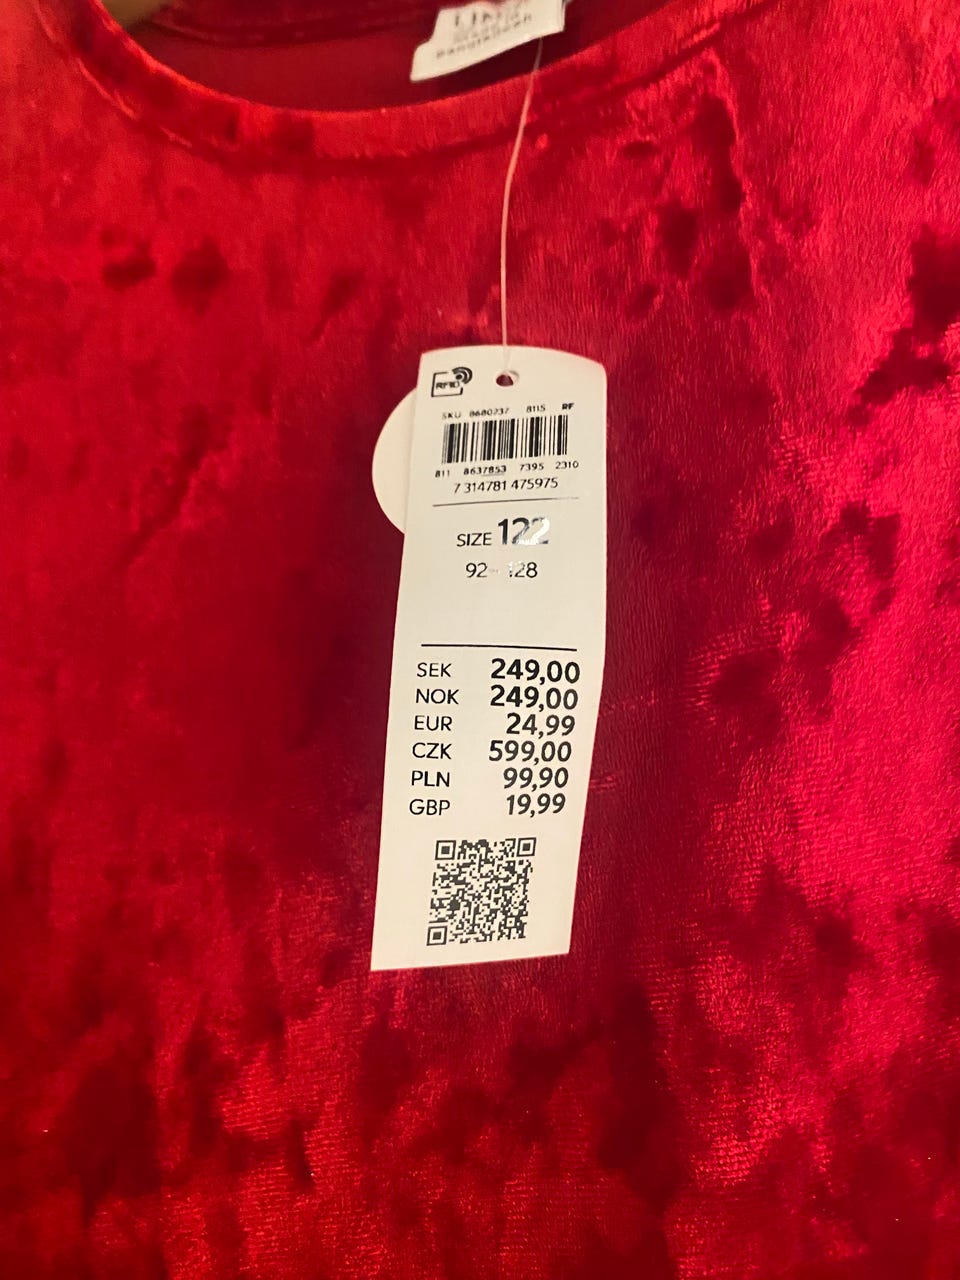 Bangladesh
RFID
SKU 8680237 8115 RF
811 8637853 7395 2310
7 314781 475975
SIZE 122
92 - 128
SEK 249,00
NOK 249,00
EUR 24,99
CZK 599,00
PLN 99,90
GBP 19,99